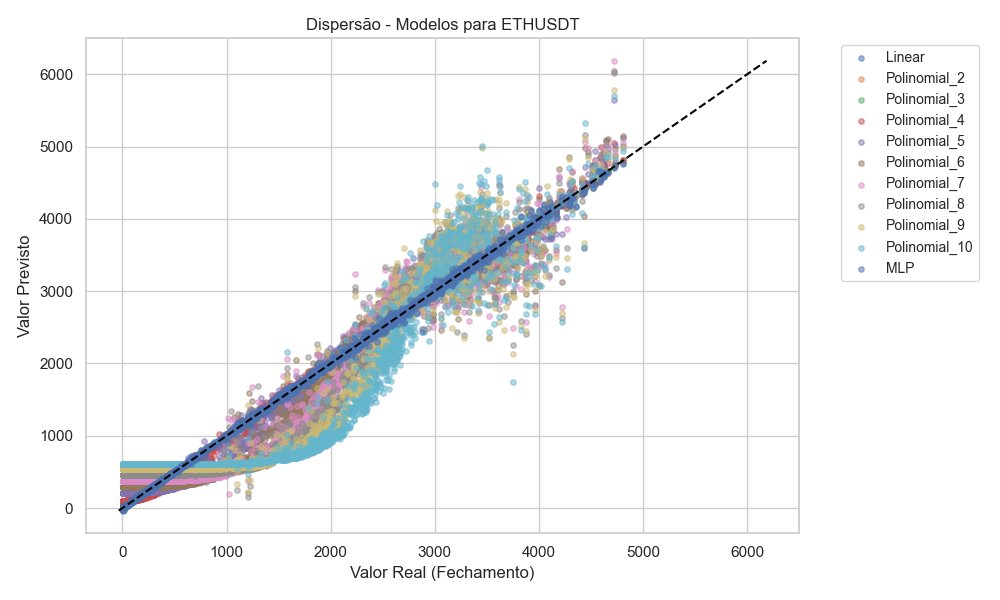 Dispersão - Modelos para ETHUSDT
Valor Previsto
6000
5000
4000
3000
2000
1000
0
0
1000
2000
3000
4000
5000
6000
Valor Real (Fechamento)
Linear
Polinomial_2
Polinomial_3
Polinomial_4
Polinomial_5
Polinomial_6
Polinomial_7
Polinomial_8
Polinomial_9
Polinomial_10
MLP